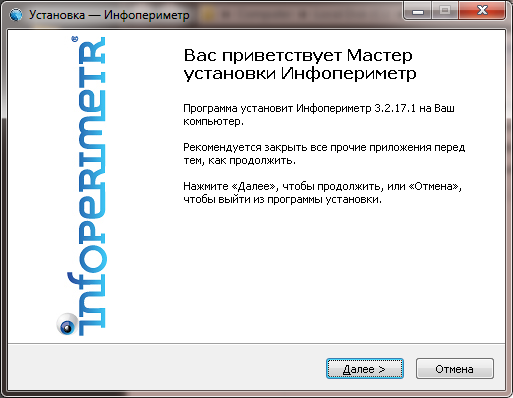 Установка — Инфопериметр
infoPERIMETR®
Вас приветствует Мастер
установки Инфопериметр
Программа установит Инфопериметр 3.2.17.1 на Ваш
компьютер.
Рекомендуется закрыть все прочие приложения перед
тем, как продолжить.
Нажмите «Далее», чтобы продолжить, или «Отмена»,
чтобы выйти из программы установки.
Далее >
Отмена